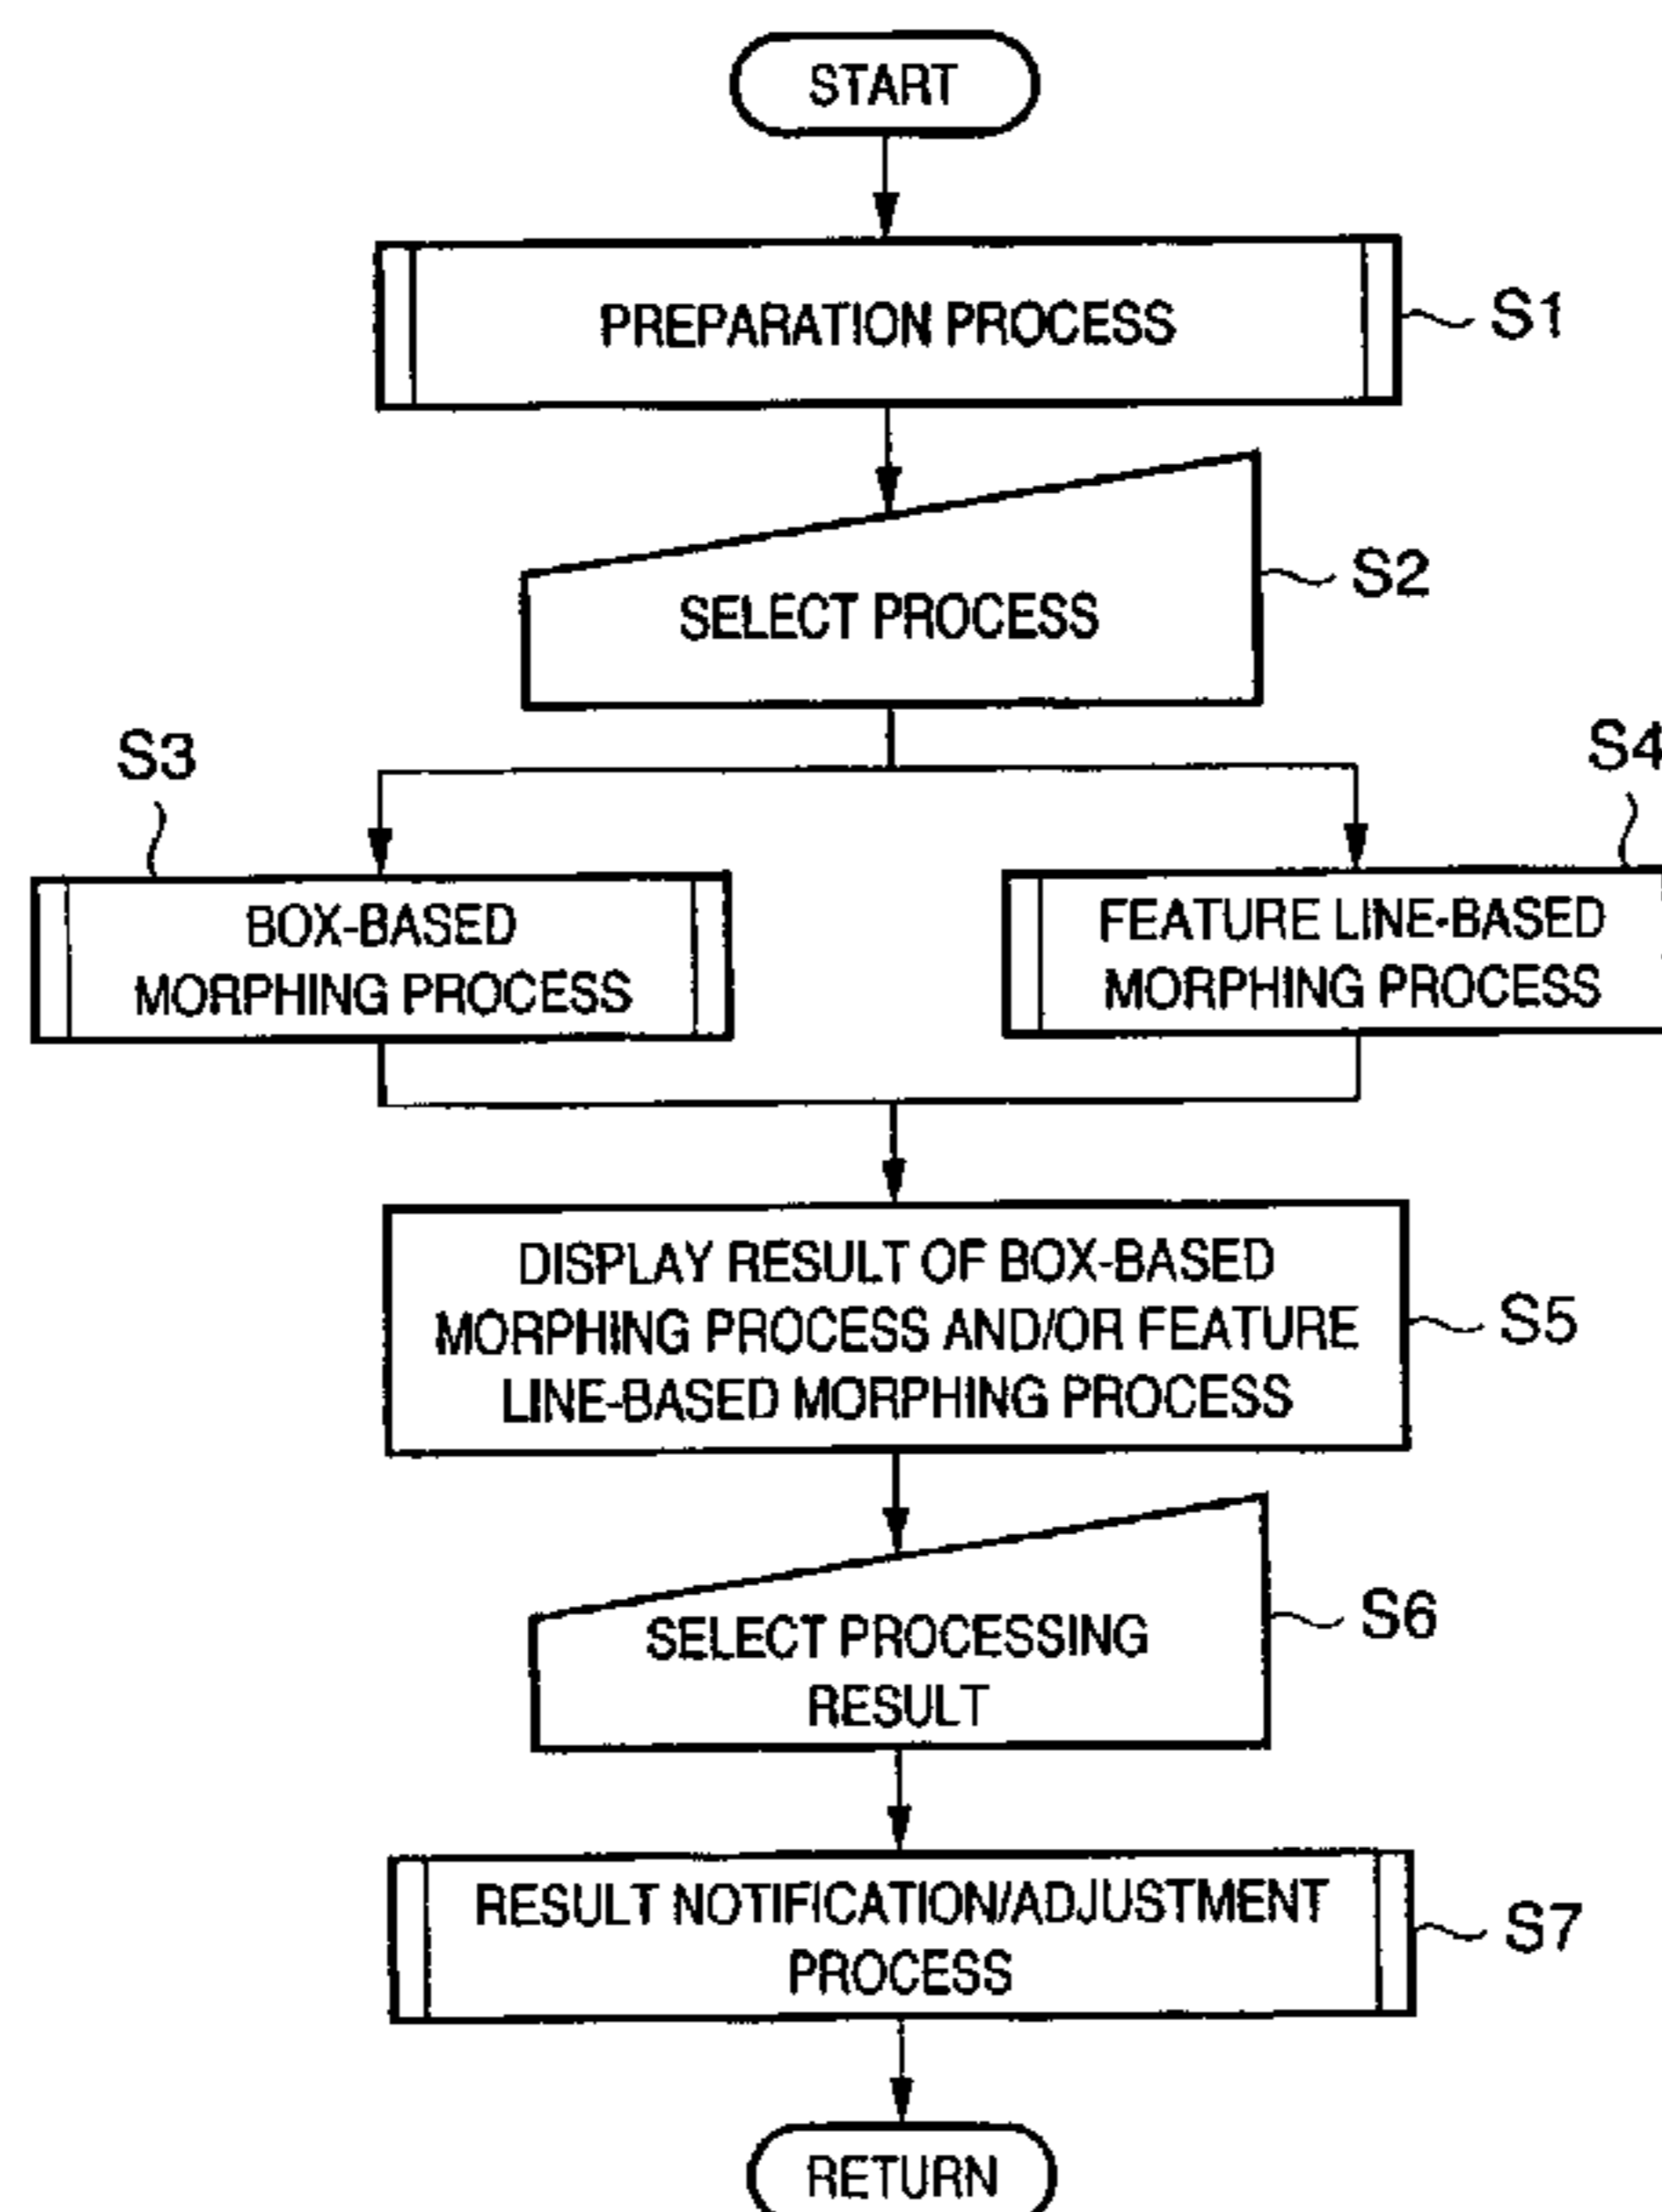 START
PREPARATION PROCESS
S1
SELECT PROCESS
S2
S3
S4
BOX-BASED
MORPHING PROCESS
FEATURE LINE-BASED
MORPHING PROCESS
DISPLAY RESULT OF BOX-BASED
MORPHING PROCESS AND/OR FEATURE
LINE-BASED MORPHING PROCESS
S5
SELECT PROCESSING
RESULT
S6
RESULT NOTIFICATION/ADJUSTMENT
PROCESS
S7
RETURN